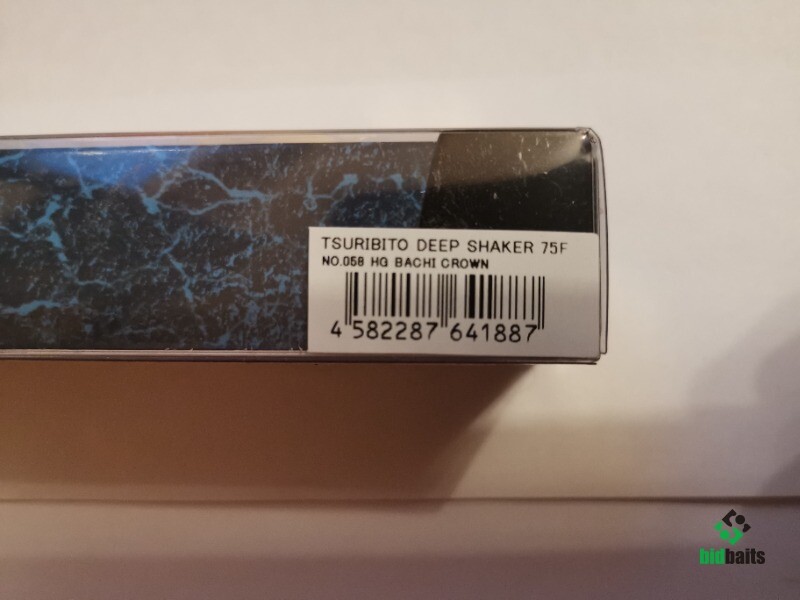 TSURIBITO DEEP SHAKER 75F
NO.058 HG BACHI CROWN
4 582287 641887
bidbaits